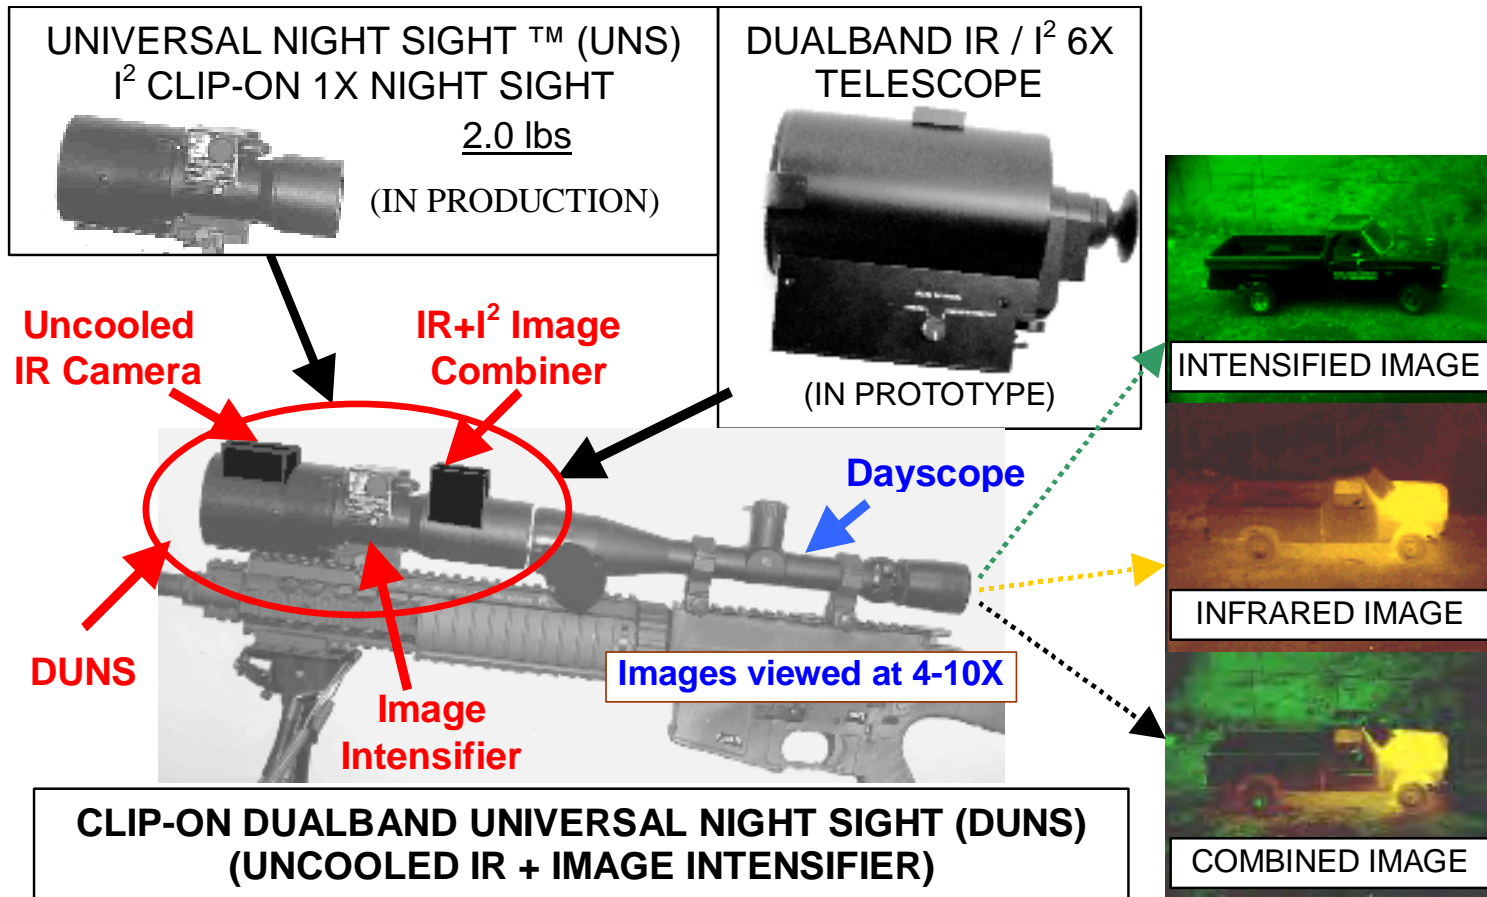 UNIVERSAL NIGHT SIGHT ™ (UNS)
I² CLIP-ON 1X NIGHT SIGHT
2.0 lbs
(IN PRODUCTION)
DUALBAND IR / I² 6X
TELESCOPE
(IN PROTOTYPE)
Uncooled
IR Camera
IR+I² Image
Combiner
Dayscope
DUNS
Image
Intensifier
Images viewed at 4-10X
INTENSIFIED IMAGE
INFRARED IMAGE
COMBINED IMAGE
CLIP-ON DUALBAND UNIVERSAL NIGHT SIGHT (DUNS)
(UNCOOLED IR + IMAGE INTENSIFIER)